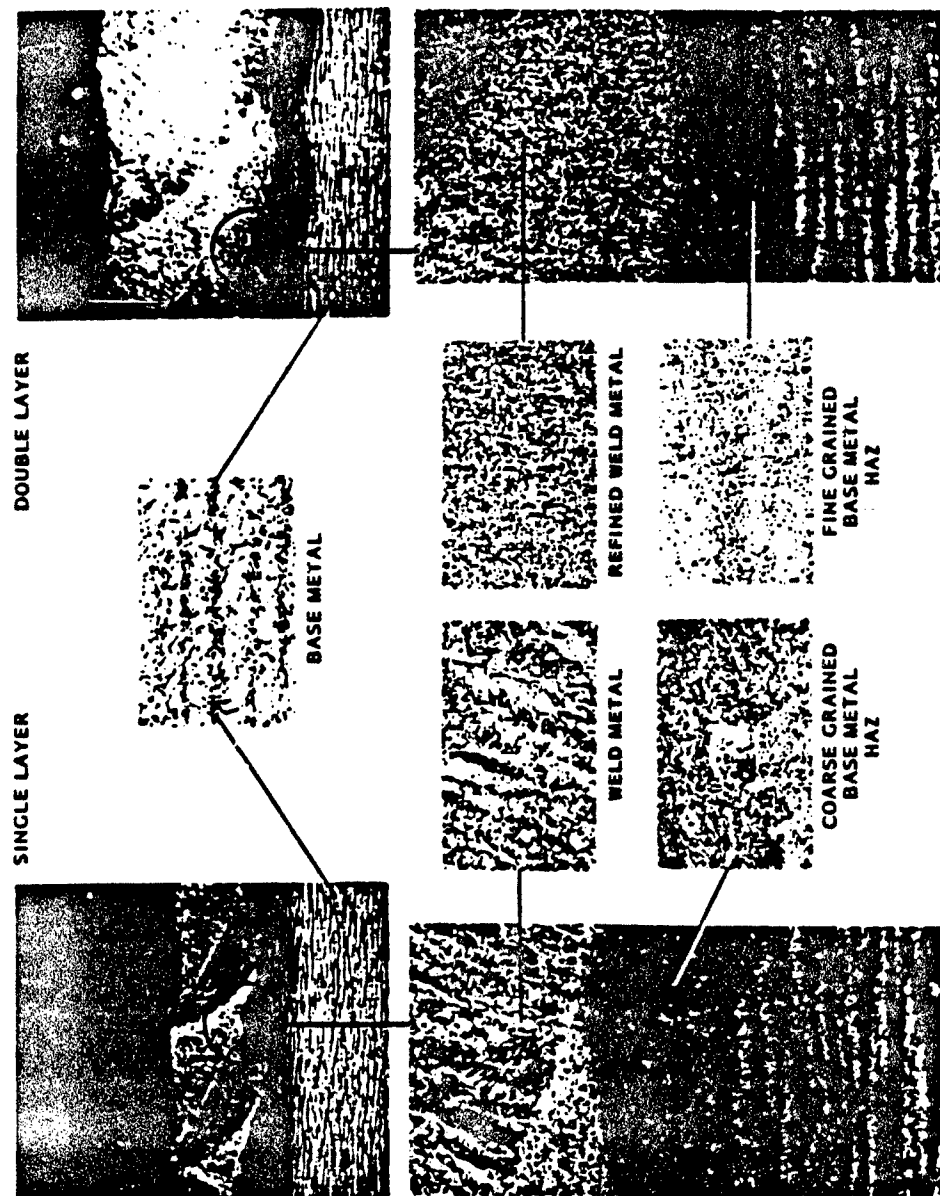 SINGLE LAYER
DOUBLE LAYER
BASE METAL
WELD METAL
REFINED WELD METAL
COARSE GRAINED
BASE METAL
HAZ
FINE GRAINED
BASE METAL
HAZ